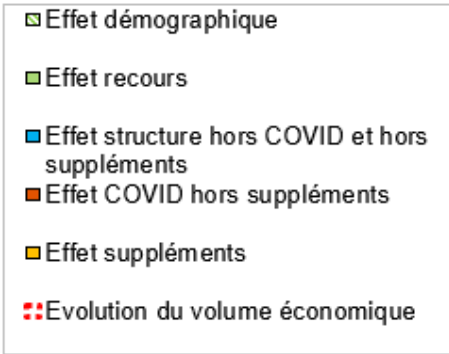 Effet démographique
Effet recours
Effet structure hors COVID et hors
suppléments
Effet COVID hors suppléments
Effet suppléments
Evolution du volume économique